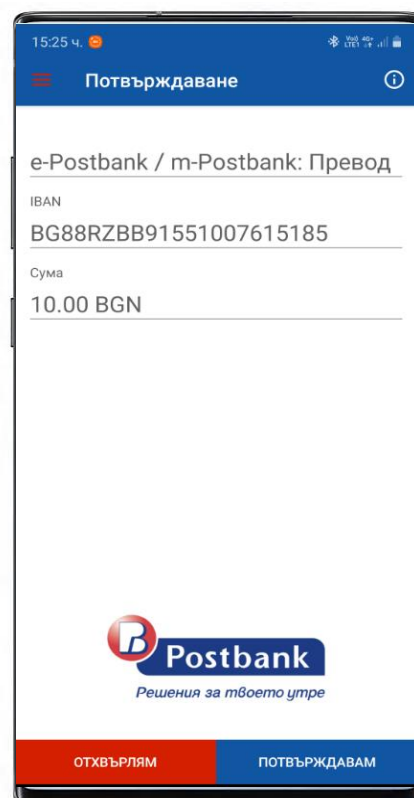 15:25 ч.
Потвърждаване
e-Postbank / m-Postbank: Превод
IBAN
BG88RZBB91551007615185
Сума
10.00 BGN
Postbank
Решения за твоето утре
ОТХВЪРЛЯМ
ПОТВЪРЖДАВАМ